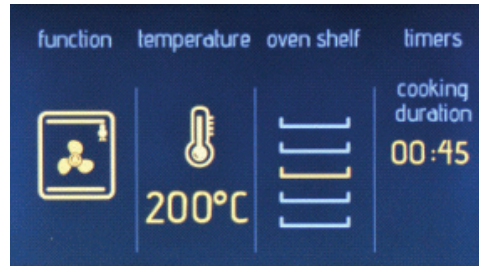 function temperature oven shelf timers
cooking
duration
00:45
200°C